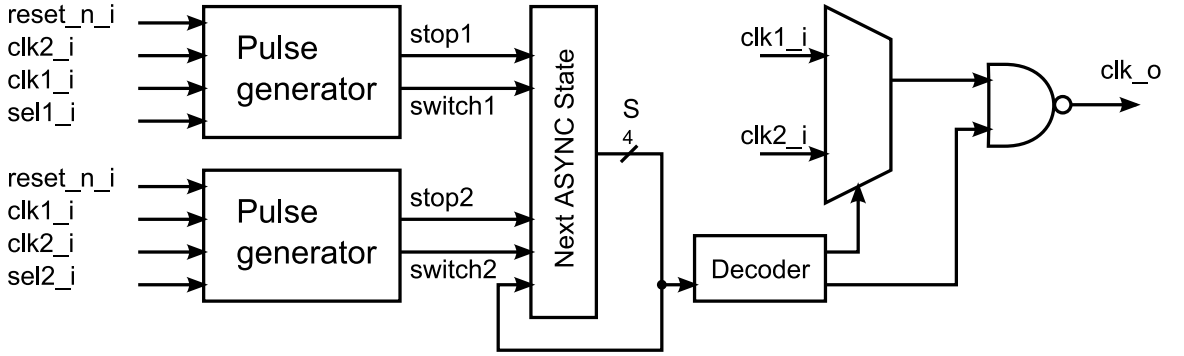 reset_n_i
clk2_i
clk1_i
sel1_i
Pulse
generator
stop1
switch1
reset_n_i
clk1_i
clk2_i
sel2_i
Pulse
generator
stop2
switch2
Next ASYNC State
S
4
Decoder
clk1_i
clk2_i
clk_o